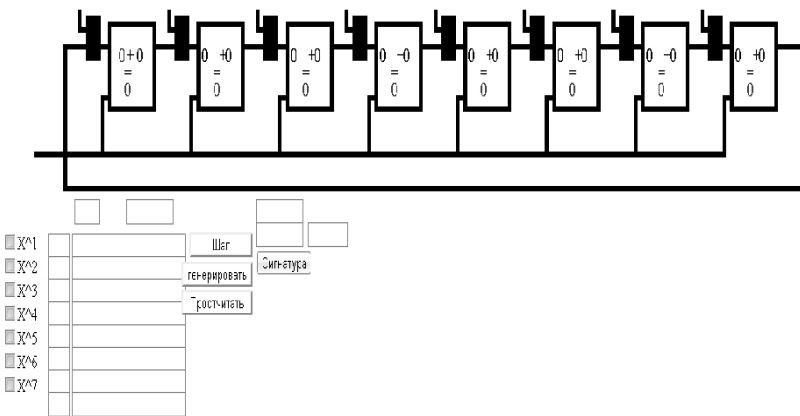 0+0 0 +0 0 +0 0 −0 0 +0 0 +0 0 −0 0 +0
= = = = = = = =
0 0 0 0 0 0 0 0
X^1
Шаг
X^2
Сигнатура
генерировать
X^3
Простчитать
X^4
X^5
X^6
X^7